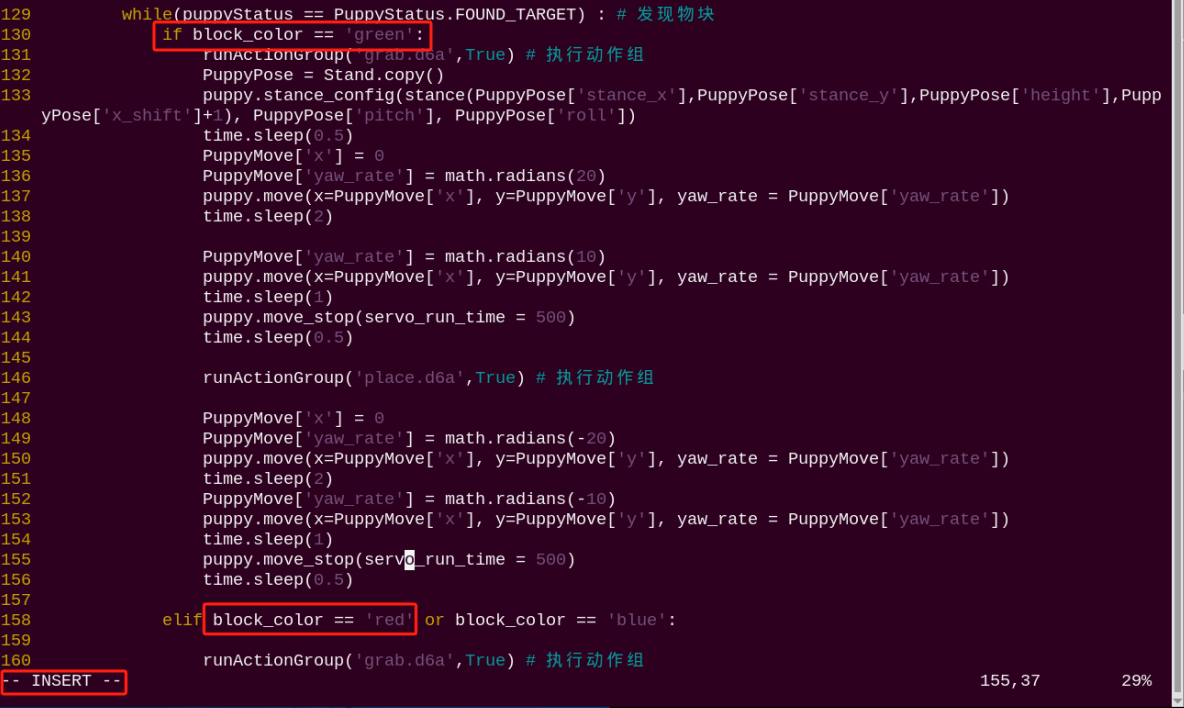 129         while(puppyStatus == PuppyStatus.FOUND_TARGET) : # 发现物块
130             if block_color == 'green':
131                 runActionGroup('grab.d6a',True) # 执行动作组
132                 PuppyPose = Stand.copy()
133                 puppy.stance_config(stance(PuppyPose['stance_x'],PuppyPose['stance_y'],PuppyPose['height'],Pupp
yPose['x_shift']+1), PuppyPose['pitch'], PuppyPose['roll'])
134                 time.sleep(0.5)
135                 PuppyMove['x'] = 0
136                 PuppyMove['yaw_rate'] = math.radians(20)
137                 puppy.move(x=PuppyMove['x'], y=PuppyMove['y'], yaw_rate = PuppyMove['yaw_rate'])
138                 time.sleep(2)
139
140                 PuppyMove['yaw_rate'] = math.radians(10)
141                 puppy.move(x=PuppyMove['x'], y=PuppyMove['y'], yaw_rate = PuppyMove['yaw_rate'])
142                 time.sleep(1)
143                 puppy.move_stop(servo_run_time = 500)
144                 time.sleep(0.5)
145
146                 runActionGroup('place.d6a',True) # 执行动作组
147
148                 PuppyMove['x'] = 0
149                 PuppyMove['yaw_rate'] = math.radians(-20)
150                 puppy.move(x=PuppyMove['x'], y=PuppyMove['y'], yaw_rate = PuppyMove['yaw_rate'])
151                 time.sleep(2)
152                 PuppyMove['yaw_rate'] = math.radians(-10)
153                 puppy.move(x=PuppyMove['x'], y=PuppyMove['y'], yaw_rate = PuppyMove['yaw_rate'])
154                 time.sleep(1)
155                 puppy.move_stop(servo_run_time = 500)
156                 time.sleep(0.5)
157
158             elif block_color == 'red' or block_color == 'blue':
159
160                 runActionGroup('grab.d6a',True) # 执行动作组
-- INSERT -- 155,37 29%